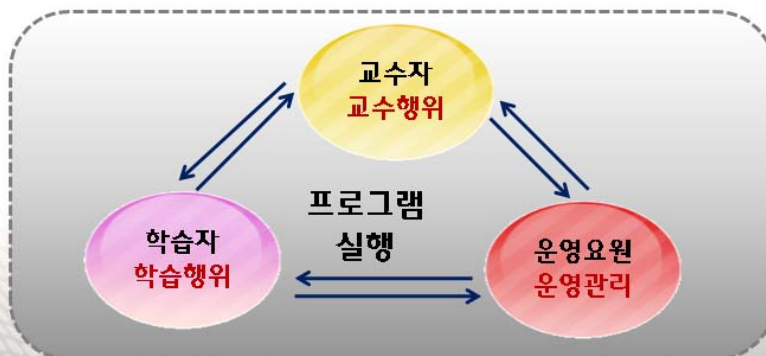 교수자
교수행위
프로그램
실행
학습자
학습행위
운영요원
운영관리